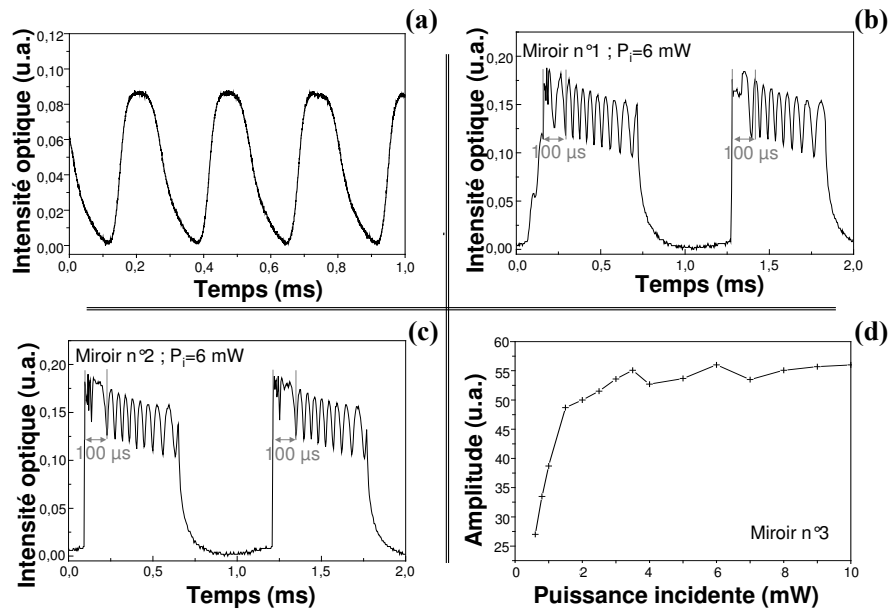 (a)
Intensité optique (u.a.)
0,12
0,10
0,08
0,06
0,04
0,02
0,00
0,0 0,2 0,4 0,6 0,8 1,0
Temps (ms)
(b)
Miroir n°1 ; Pi=6 mW
Intensité optique (u.a.)
0,20
0,15
0,10
0,05
0,00
100 µs 100 µs
0,0 0,5 1,0 1,5 2,0
Temps (ms)
(c)
Miroir n°2 ; Pi=6 mW
Intensité optique (u.a.)
0,20
0,15
0,10
0,05
0,00
100 µs 100 µs
0,0 0,5 1,0 1,5 2,0
Temps (ms)
(d)
Amplitude (u.a.)
60
55
50
45
40
35
30
25
Miroir n°3
0 2 4 6 8 10
Puissance incidente (mW)